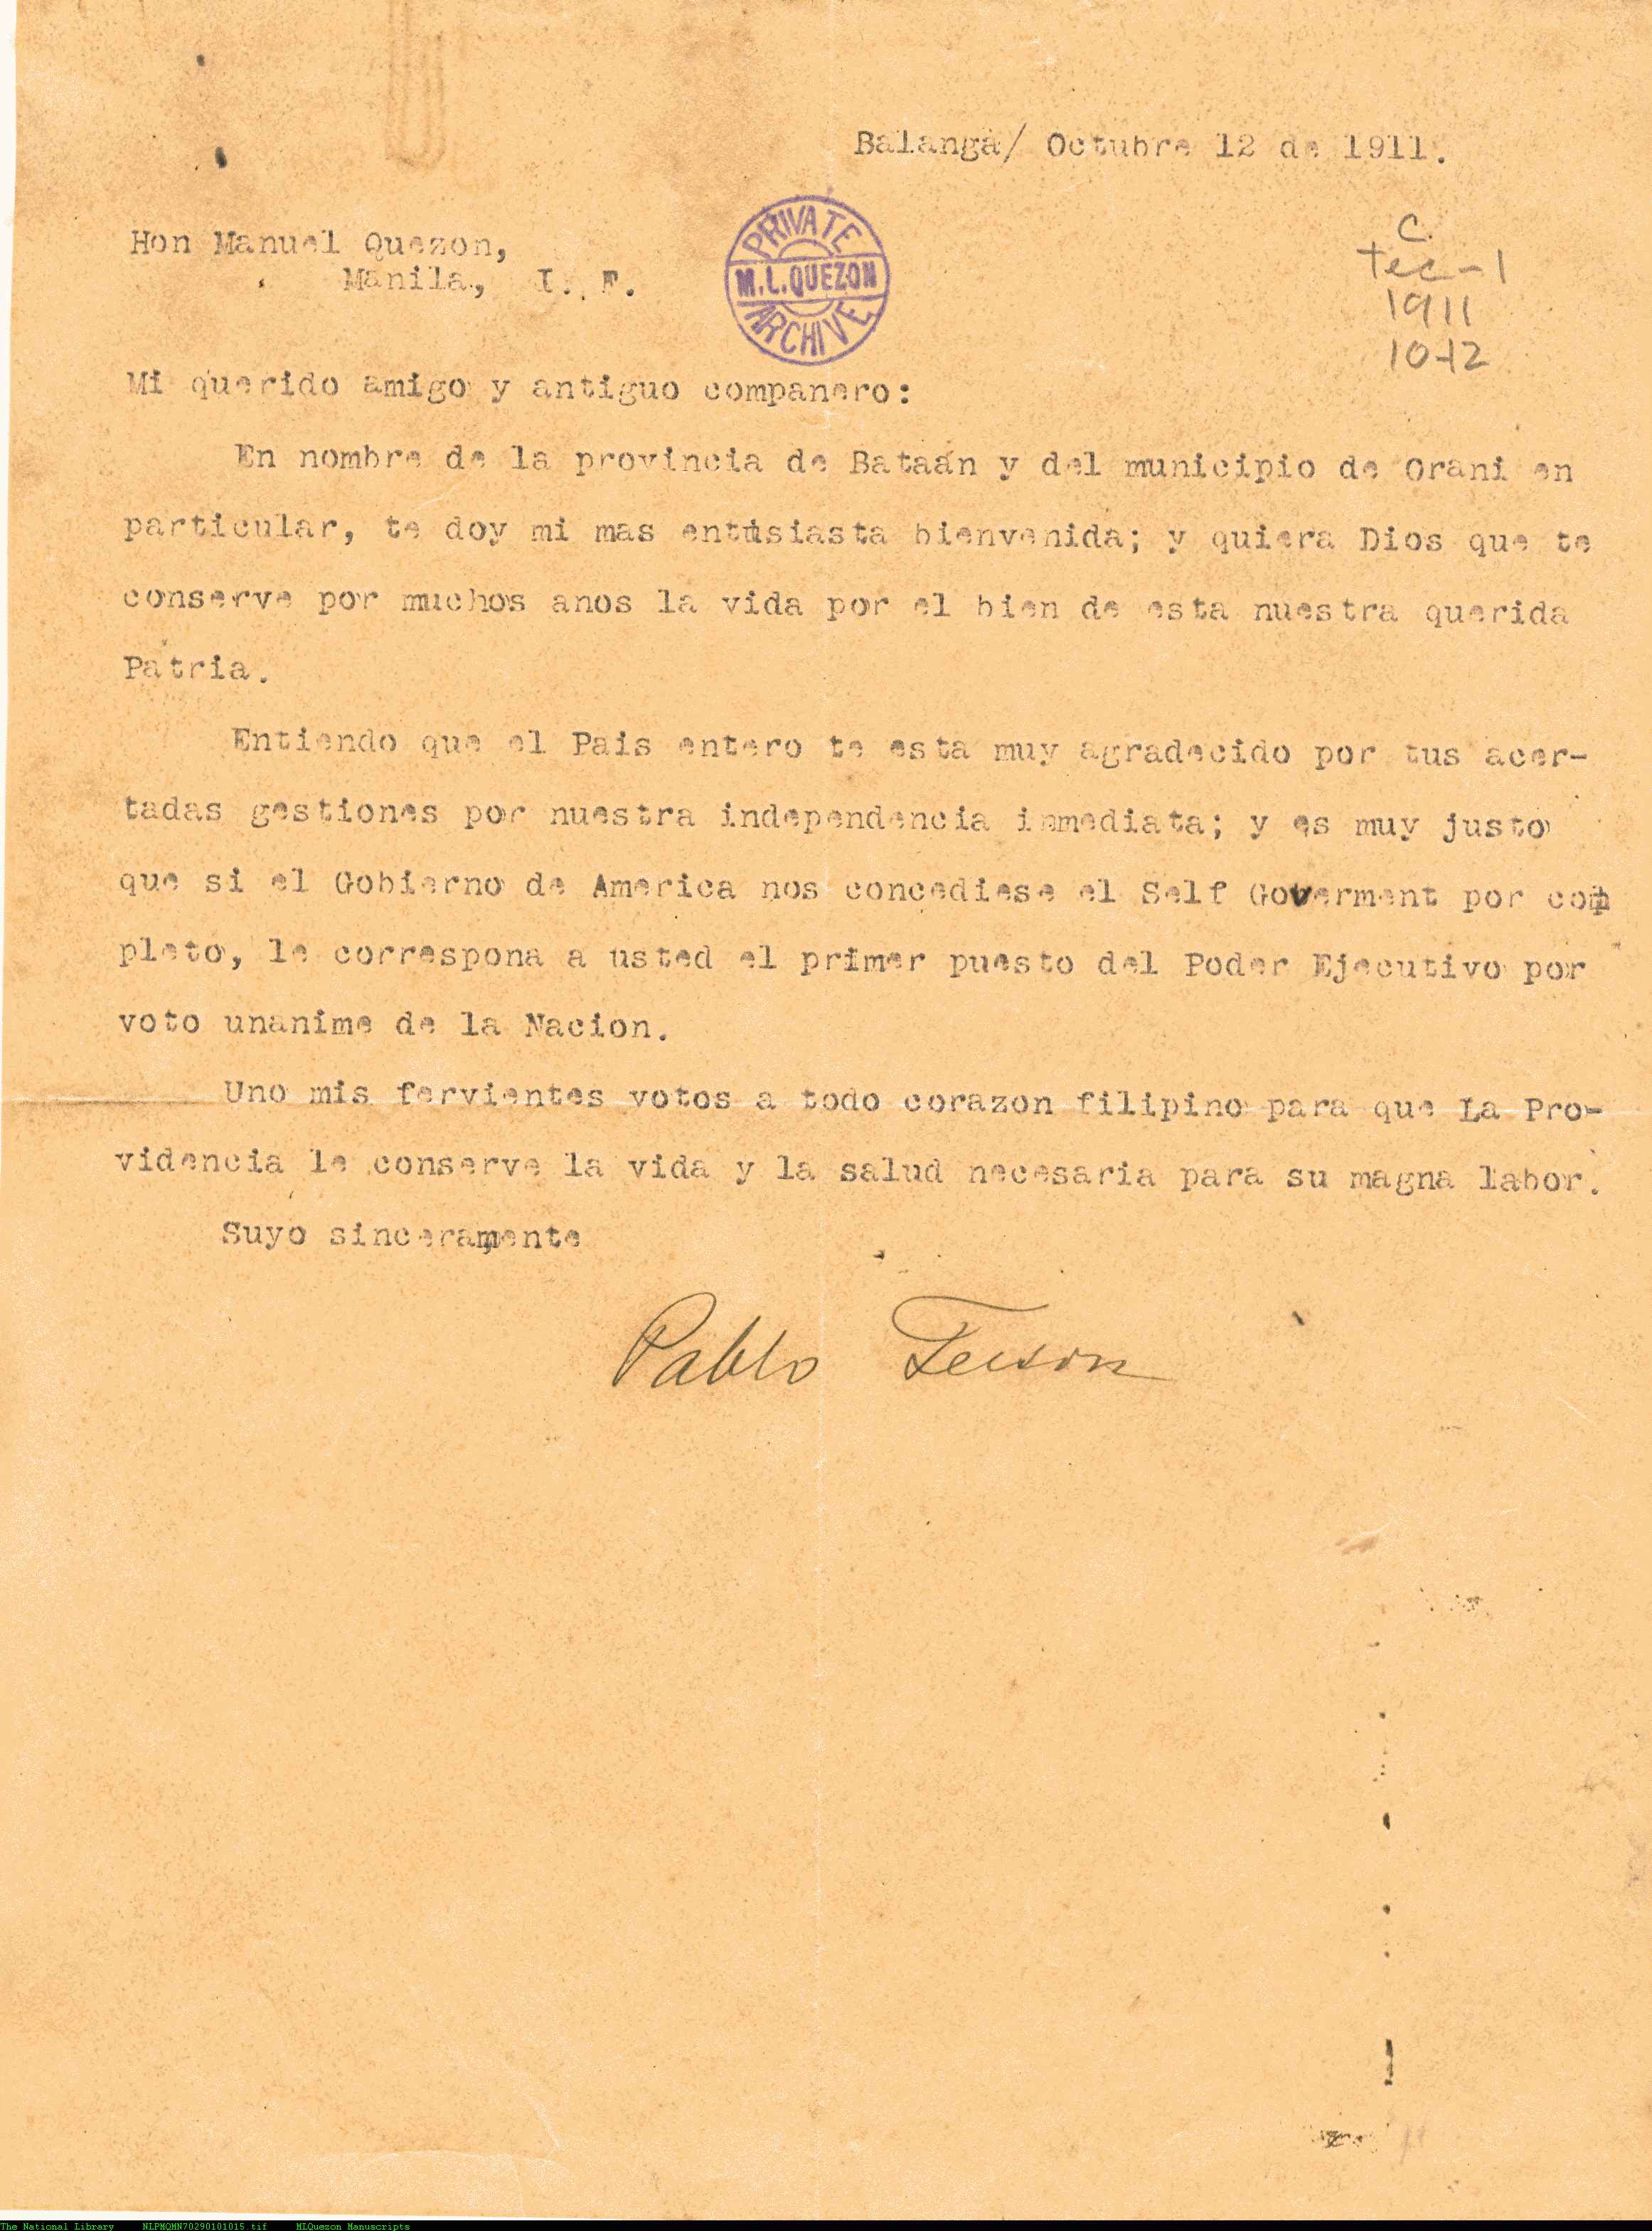 Balanga/ Octubre 12 de 1911.
Hon Manuel Quezon,
Manila, I. F.
PRIVATE
M.L.QUEZON
ARCHIVE
C.
tec-1
1911
10-12
Mi querido amigo y antiguo companero:
En nombre de la provincia de Bataán y del municipio de Orani en
particular, te doy mi mas entusiasta bienvenida; y quiera Dios que te
conserve por muchos anos la vida por el bien de esta nuestra querida
Patria.
Entiendo que el Pais entero te esta muy agradecido por tus acer-
tadas gestiones por nuestra independencia inmediata; y es muy justo
que si el Gobierno de America nos concediese el Self Goverment por com
pleto, le correspona a usted el primer puesto del Poder Ejecutivo por
voto unanime de la Nacion.
Uno mis fervientes votos a todo corazon filipino para que La Pro-
videncia le conserve la vida y la salud necesaria para su magna labor.
Suyo sinceramente
Pablo Tecson
The National Library NLPMQMN70290101015.tif MLQuezon Manuscripts